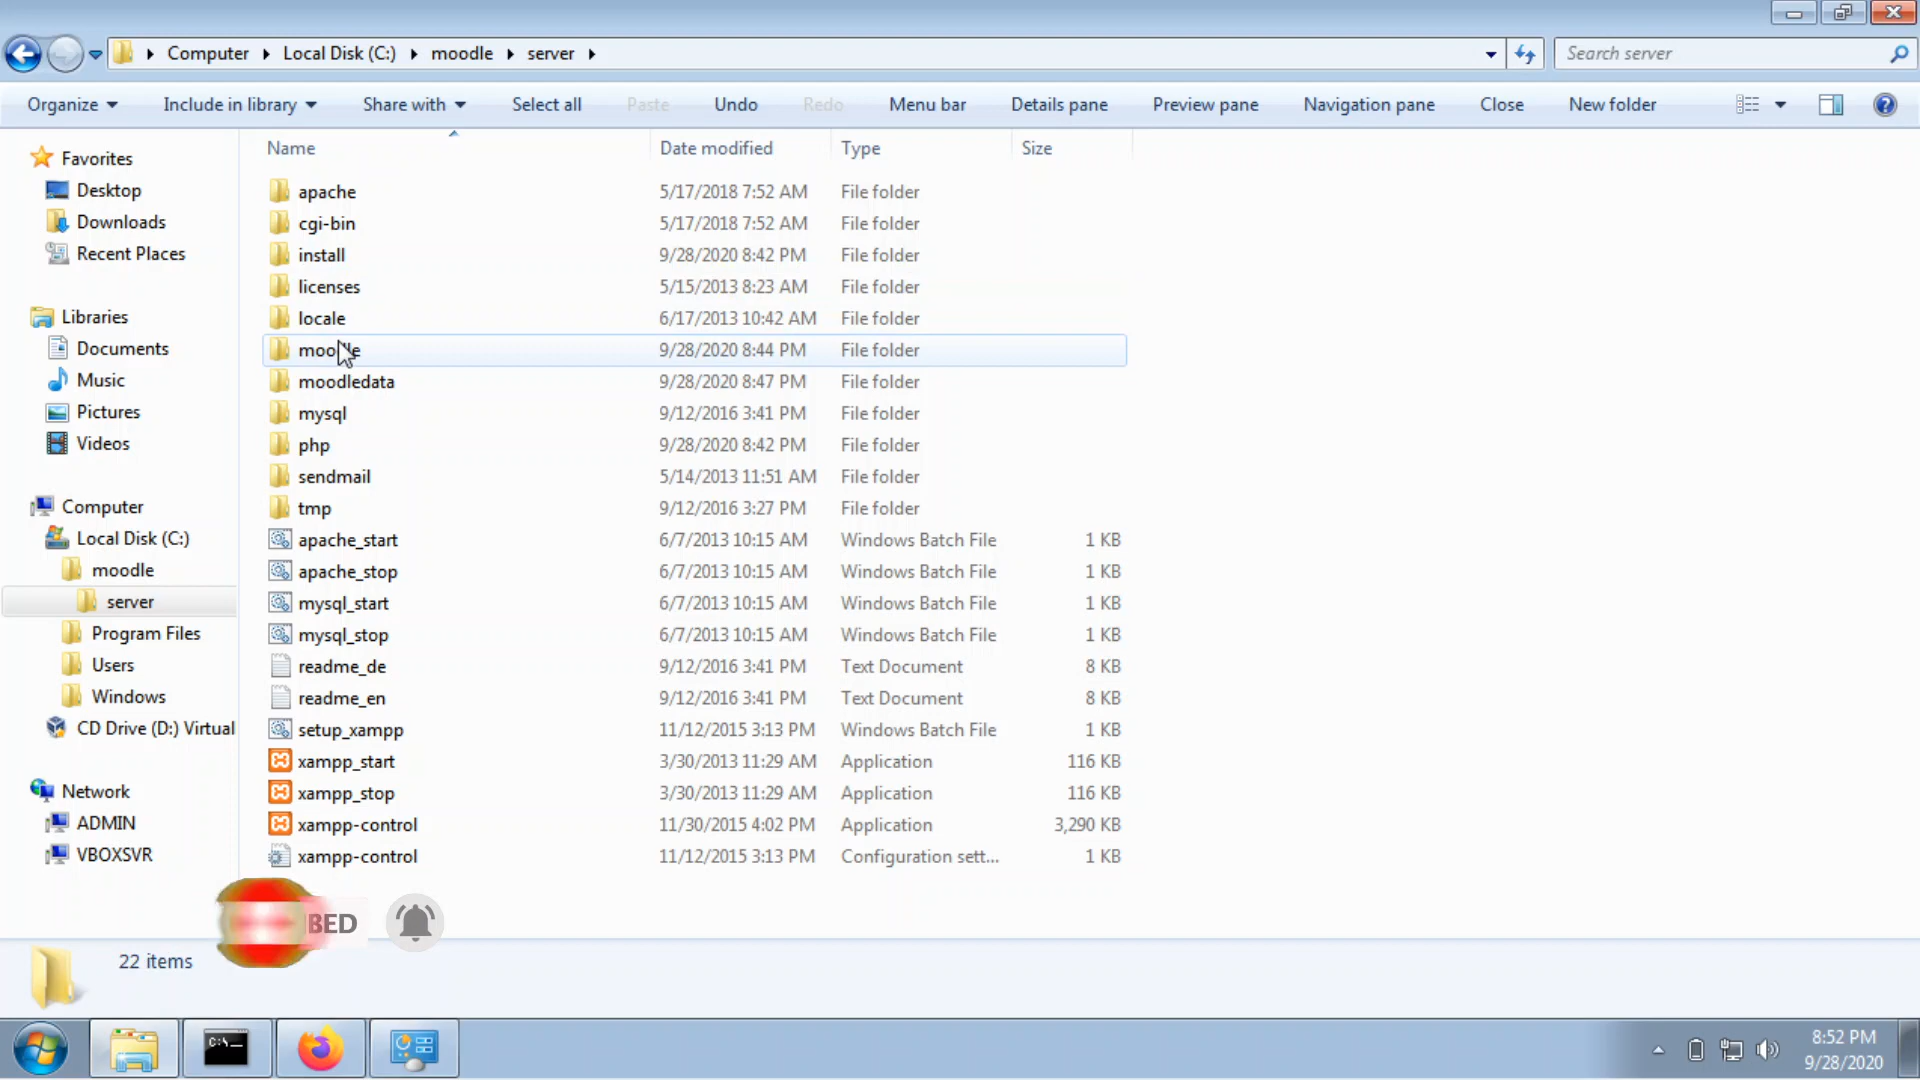 Computer Local Disk (C:) moodle server
Search server
Organize Include in library Share with Select all Paste Undo Redo Menu bar Details pane Preview pane Navigation pane Close New folder
Name Date modified Type Size
Favorites
Desktop
Downloads
Recent Places
Libraries
Documents
Music
Pictures
Videos
Computer
Local Disk (C:)
moodle
server
Program Files
Users
Windows
CD Drive (D:) Virtual
Network
ADMIN
VBOXSVR
apache 5/17/2018 7:52 AM File folder
cgi-bin 5/17/2018 7:52 AM File folder
install 9/28/2020 8:42 PM File folder
licenses 5/15/2013 8:23 AM File folder
locale 6/17/2013 10:42 AM File folder
moodle 9/28/2020 8:44 PM File folder
moodledata 9/28/2020 8:47 PM File folder
mysql 9/12/2016 3:41 PM File folder
php 9/28/2020 8:42 PM File folder
sendmail 5/14/2013 11:51 AM File folder
tmp 9/12/2016 3:27 PM File folder
apache_start 6/7/2013 10:15 AM Windows Batch File 1 KB
apache_stop 6/7/2013 10:15 AM Windows Batch File 1 KB
mysql_start 6/7/2013 10:15 AM Windows Batch File 1 KB
mysql_stop 6/7/2013 10:15 AM Windows Batch File 1 KB
readme_de 9/12/2016 3:41 PM Text Document 8 KB
readme_en 9/12/2016 3:41 PM Text Document 8 KB
setup_xampp 11/12/2015 3:13 PM Windows Batch File 1 KB
xampp_start 3/30/2013 11:29 AM Application 116 KB
xampp_stop 3/30/2013 11:29 AM Application 116 KB
xampp-control 11/30/2015 4:02 PM Application 3,290 KB
xampp-control 11/12/2015 3:13 PM Configuration sett... 1 KB
BED
22 items
C:\-
8:52 PM
9/28/2020